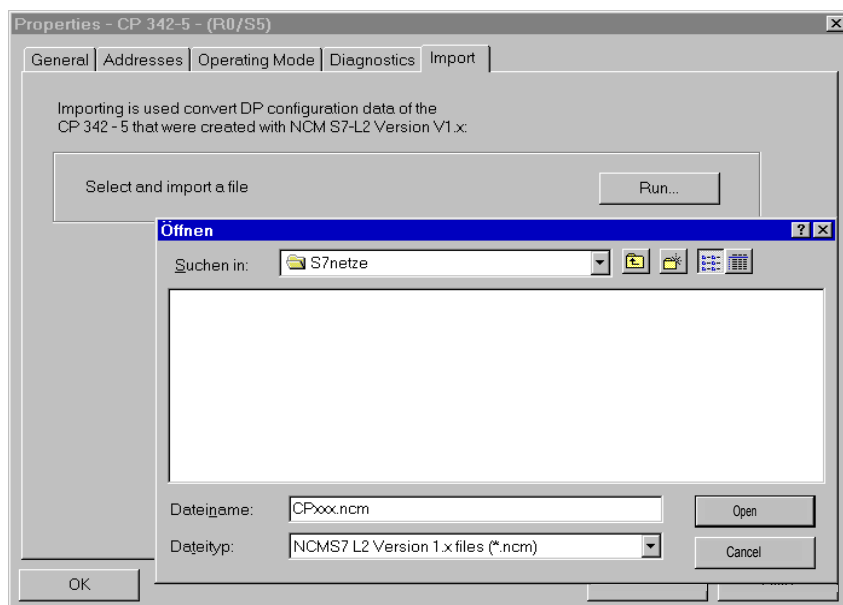 Properties - CP 342-5 - (R0/S5)
General Addresses Operating Mode Diagnostics Import
Importing is used convert DP configuration data of the
CP 342 - 5 that were created with NCM S7-L2 Version V1.x:
Select and import a file Run...
Öffnen
Suchen in: S7netze
Dateiname: CPxxx.ncm Open
Dateityp: NCMS7 L2 Version 1.x files (*.ncm) Cancel
OK